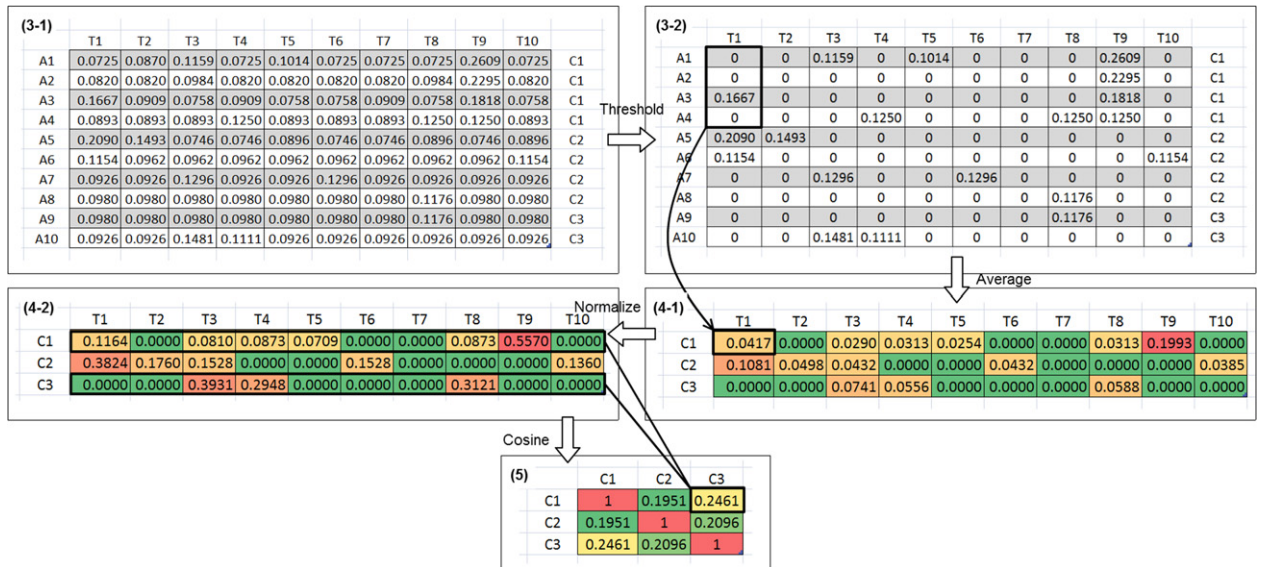 (3-1)
T1 T2 T3 T4 T5 T6 T7 T8 T9 T10
A1 0.0725 0.0870 0.1159 0.0725 0.1014 0.0725 0.0725 0.0725 0.2609 0.0725 C1
A2 0.0820 0.0820 0.0984 0.0820 0.0820 0.0820 0.0820 0.0984 0.2295 0.0820 C1
A3 0.1667 0.0909 0.0758 0.0909 0.0758 0.0758 0.0909 0.0758 0.1818 0.0758 C1
A4 0.0893 0.0893 0.0893 0.1250 0.0893 0.0893 0.0893 0.1250 0.1250 0.0893 C1
A5 0.2090 0.1493 0.0746 0.0746 0.0896 0.0746 0.0746 0.0896 0.0746 0.0896 C2
A6 0.1154 0.0962 0.0962 0.0962 0.0962 0.0962 0.0962 0.0962 0.0962 0.1154 C2
A7 0.0926 0.0926 0.1296 0.0926 0.0926 0.1296 0.0926 0.0926 0.0926 0.0926 C2
A8 0.0980 0.0980 0.0980 0.0980 0.0980 0.0980 0.0980 0.1176 0.0980 0.0980 C2
A9 0.0980 0.0980 0.0980 0.0980 0.0980 0.0980 0.0980 0.1176 0.0980 0.0980 C3
A10 0.0926 0.0926 0.1481 0.1111 0.0926 0.0926 0.0926 0.0926 0.0926 0.0926 C3
Threshold
(3-2)
T1 T2 T3 T4 T5 T6 T7 T8 T9 T10
A1 0 0 0.1159 0 0.1014 0 0 0 0.2609 0 C1
A2 0 0 0 0 0 0 0 0 0.2295 0 C1
A3 0.1667 0 0 0 0 0 0 0 0.1818 0 C1
A4 0 0 0 0.1250 0 0 0 0.1250 0.1250 0 C1
A5 0.2090 0.1493 0 0 0 0 0 0 0 0 C2
A6 0.1154 0 0 0 0 0 0 0 0 0.1154 C2
A7 0 0 0.1296 0 0 0.1296 0 0 0 0 C2
A8 0 0 0 0 0 0 0 0.1176 0 0 C2
A9 0 0 0 0 0 0 0 0.1176 0 0 C3
A10 0 0 0.1481 0.1111 0 0 0 0 0 0 C3
Average
(4-2)
T1 T2 T3 T4 T5 T6 T7 T8 T9 T10
C1 0.1164 0.0000 0.0810 0.0873 0.0709 0.0000 0.0000 0.0873 0.5570 0.0000
C2 0.3824 0.1760 0.1528 0.0000 0.0000 0.1528 0.0000 0.0000 0.0000 0.1360
C3 0.0000 0.0000 0.3931 0.2948 0.0000 0.0000 0.0000 0.3121 0.0000 0.0000
Normalize
(4-1)
T1 T2 T3 T4 T5 T6 T7 T8 T9 T10
C1 0.0417 0.0000 0.0290 0.0313 0.0254 0.0000 0.0000 0.0313 0.1993 0.0000
C2 0.1081 0.0498 0.0432 0.0000 0.0000 0.0432 0.0000 0.0000 0.0000 0.0385
C3 0.0000 0.0000 0.0741 0.0556 0.0000 0.0000 0.0000 0.0588 0.0000 0.0000
Cosine
(5)
C1 C2 C3
C1 1 0.1951 0.2461
C2 0.1951 1 0.2096
C3 0.2461 0.2096 1